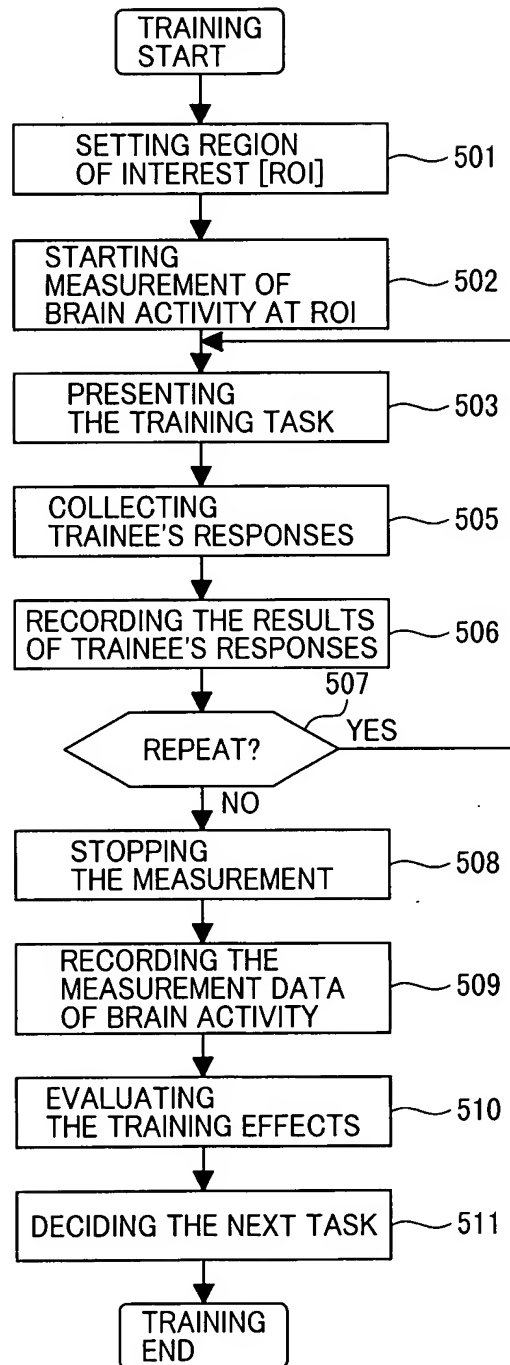 TRAINING
START
SETTING REGION
OF INTEREST [ROI]
501
STARTING
MEASUREMENT OF
BRAIN ACTIVITY AT ROI
502
PRESENTING
THE TRAINING TASK
503
COLLECTING
TRAINEE'S RESPONSES
505
RECORDING THE RESULTS
OF TRAINEE'S RESPONSES
506
507
REPEAT?
YES
NO
STOPPING
THE MEASUREMENT
508
RECORDING THE
MEASUREMENT DATA
OF BRAIN ACTIVITY
509
EVALUATING
THE TRAINING EFFECTS
510
DECIDING THE NEXT TASK
511
TRAINING
END